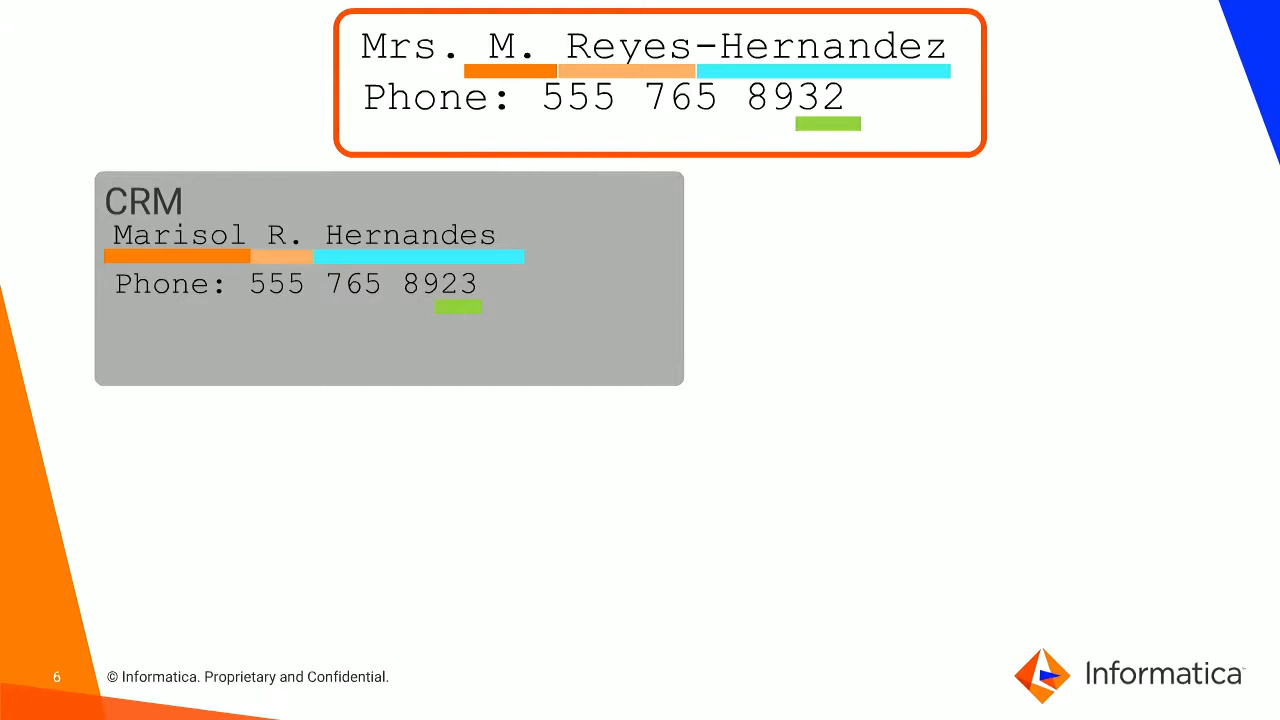 Mrs. M. Reyes-Hernandez
Phone: 555 765 8932
CRM
Marisol R. Hernandes
Phone: 555 765 8923
6
© Informatica. Proprietary and Confidential.
Informatica